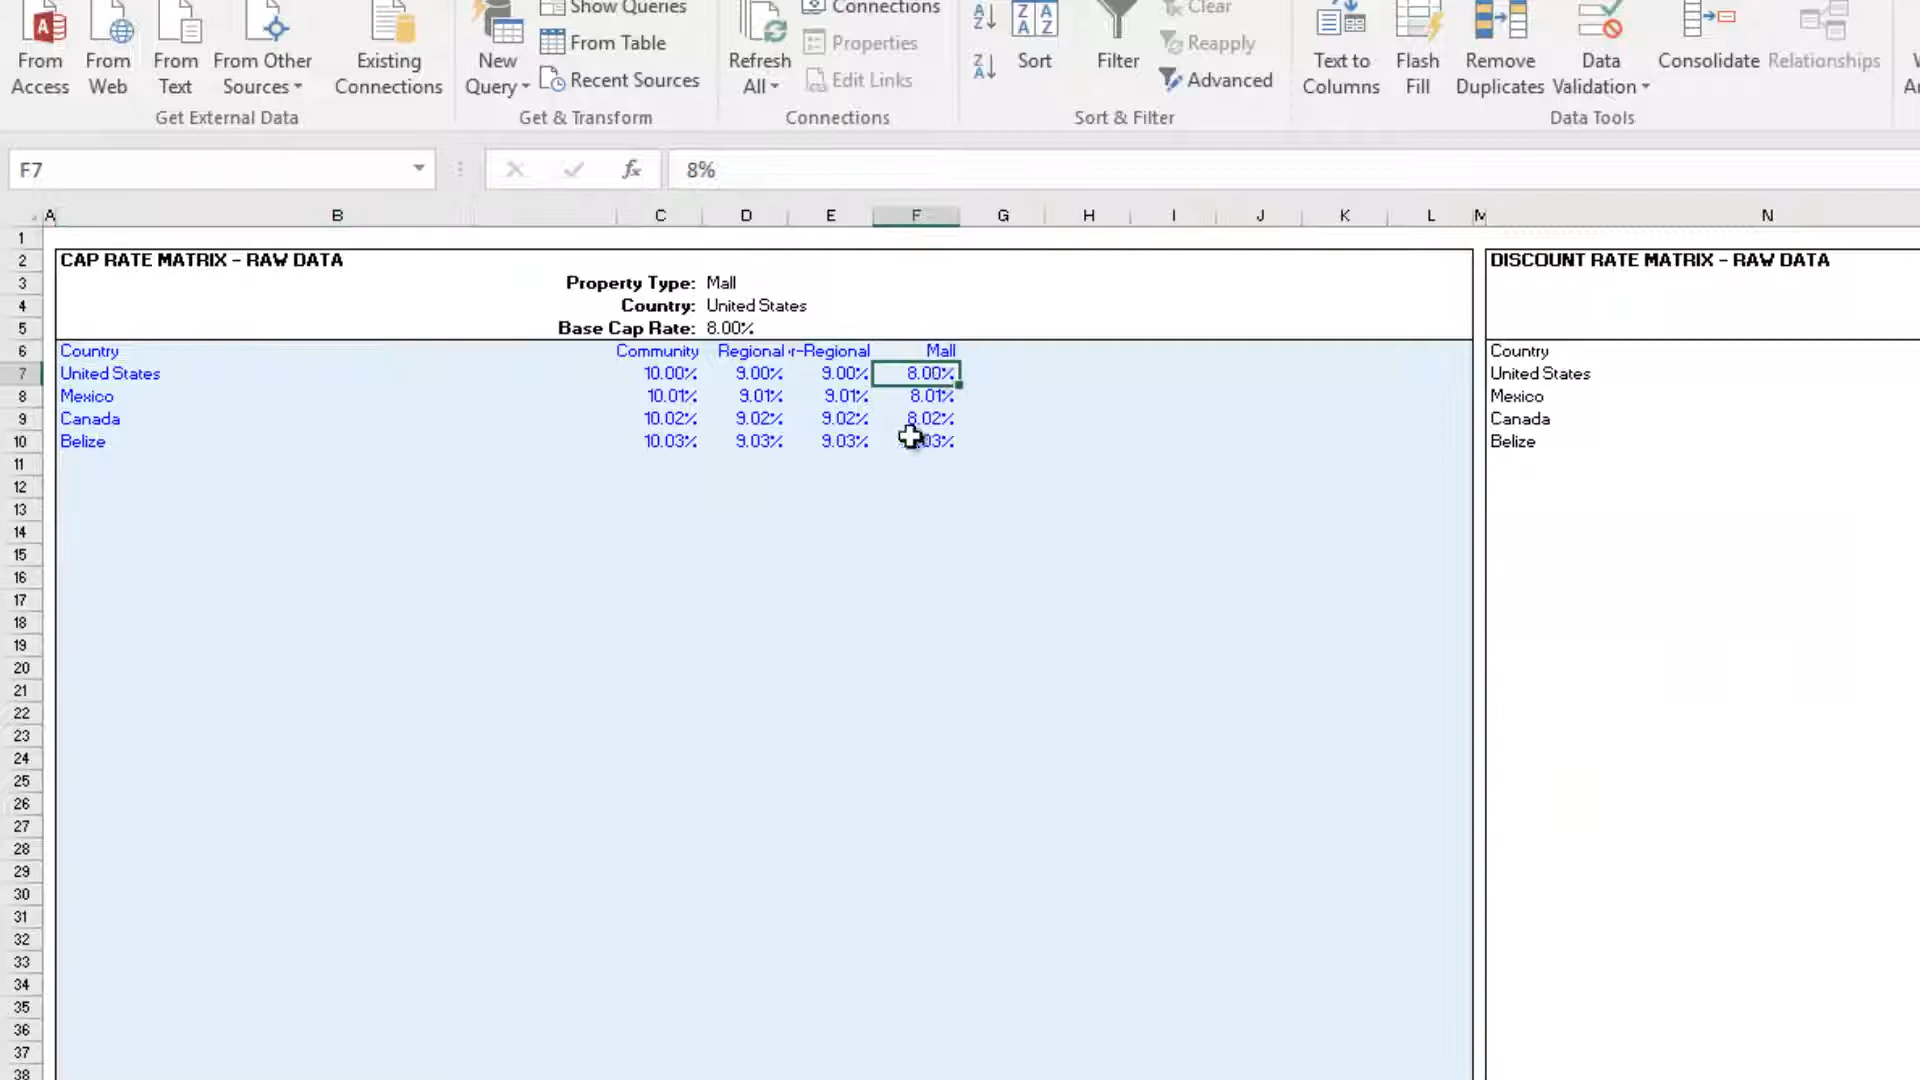 Show Queries
Connections
Clear
From Access
From Web
From Text
From Other Sources
Existing Connections
New Query
From Table
Recent Sources
Refresh All
Properties
Edit Links
Sort
Filter
Reapply
Advanced
Text to Columns
Flash Fill
Remove Duplicates
Data Validation
Consolidate
Relationships
Get External Data
Get & Transform
Connections
Sort & Filter
Data Tools
F7 fx 8%
A B C D E F G H I J K L M N
1
2 CAP RATE MATRIX - RAW DATA DISCOUNT RATE MATRIX - RAW DATA
3 Property Type: Mall
4 Country: United States
5 Base Cap Rate: 8.00%
6 Country Community Regional r-Regional Mall Country
7 United States 10.00% 9.00% 9.00% 8.00% United States
8 Mexico 10.01% 9.01% 9.01% 8.01% Mexico
9 Canada 10.02% 9.02% 9.02% 8.02% Canada
10 Belize 10.03% 9.03% 9.03% Belize
11
12
13
14
15
16
17
18
19
20
21
22
23
24
25
26
27
28
29
30
31
32
33
34
35
36
37
38